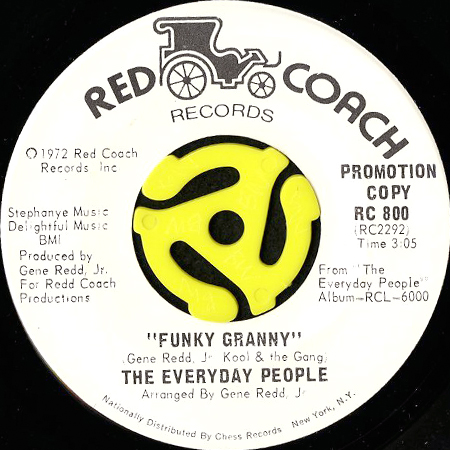 RED COACH
RECORDS
℗1972 Red Coach
Records Inc
PROMOTION
COPY
RC 800
(RC2292)
Time 3:05
Stephanye Music
Delightful Music
BMI
Produced by
Gene Redd, Jr.
For Redd Coach
Productions
From "The
Everyday People"
Album-RCL-6000
"FUNKY GRANNY"
(Gene Redd, Jr Kool & the Gang)
THE EVERYDAY PEOPLE
Arranged By Gene Redd, Jr
Nationally Distributed By Chess Records New York, N.Y.